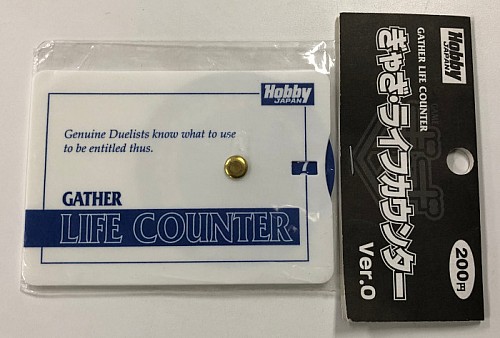 Hobby
JAPAN
Genuine Duelists know what to use
to be entitled thus.
GATHER
LIFE COUNTER
7
Hobby
JAPAN
GATHER LIFE COUNTER
ぎゃざ・ライフカウンター
Ver.0
200円